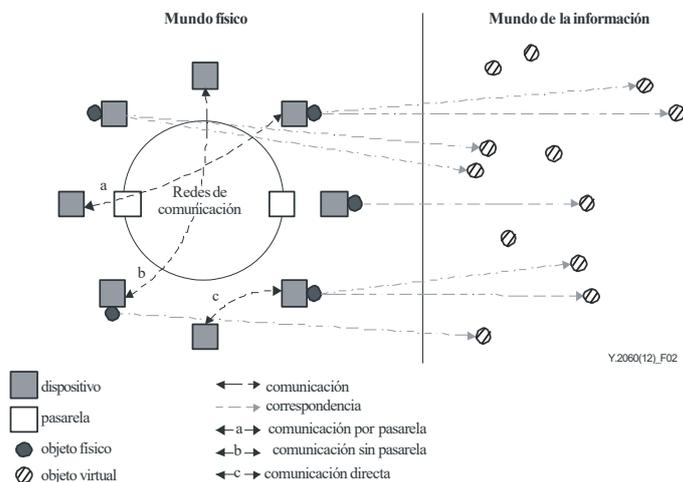 Mundo físico
Mundo de la información
a
Redes de
comunicación
b
c
Y.2060(12)_F02
dispositivo
pasarela
objeto físico
objeto virtual
comunicación
correspondencia
a comunicación por pasarela
b comunicación sin pasarela
c comunicación directa